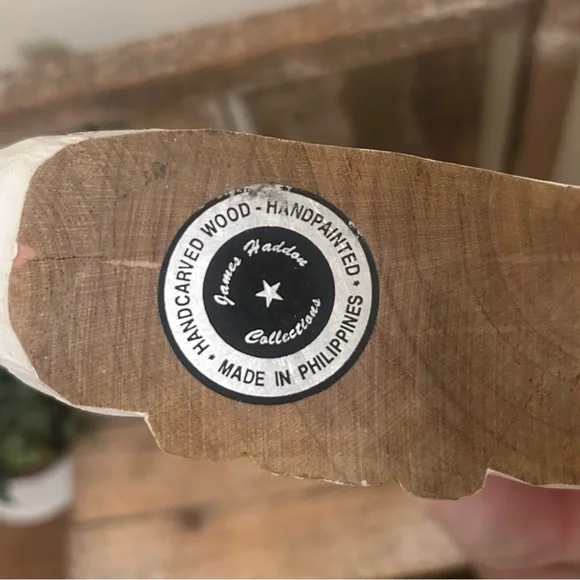 HANDCARVED WOOD - HANDPAINTED
★ MADE IN PHILIPPINES ★
James Haddon
★
Collections